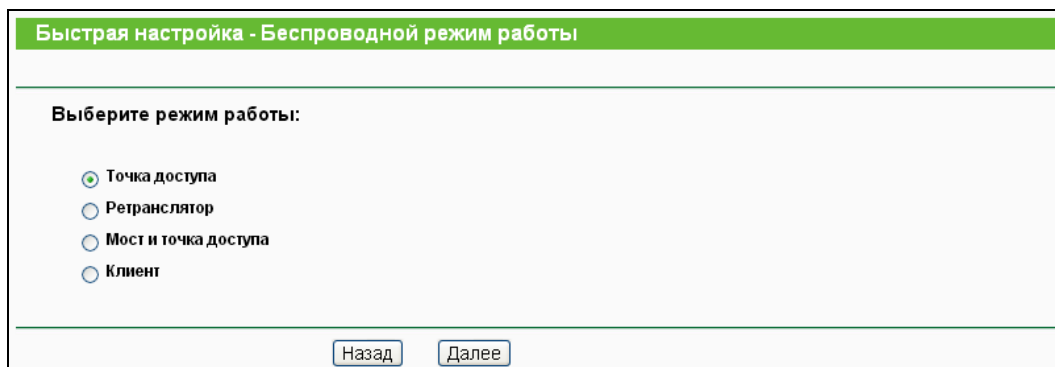 Быстрая настройка - Беспроводной режим работы
Выберите режим работы:
Точка доступа
Ретранслятор
Мост и точка доступа
Клиент
Назад Далее